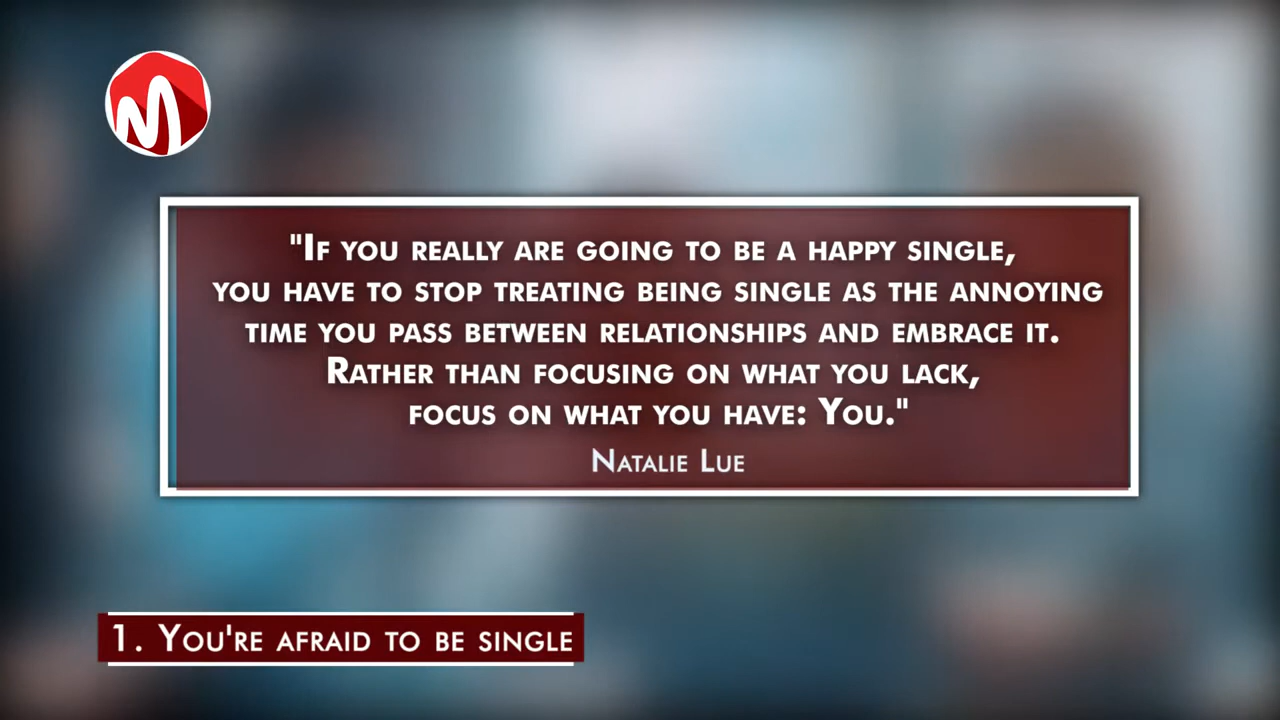 "If you really are going to be a happy single,
you have to stop treating being single as the annoying
time you pass between relationships and embrace it.
Rather than focusing on what you lack,
focus on what you have: You."
Natalie Lue
1. You're afraid to be single